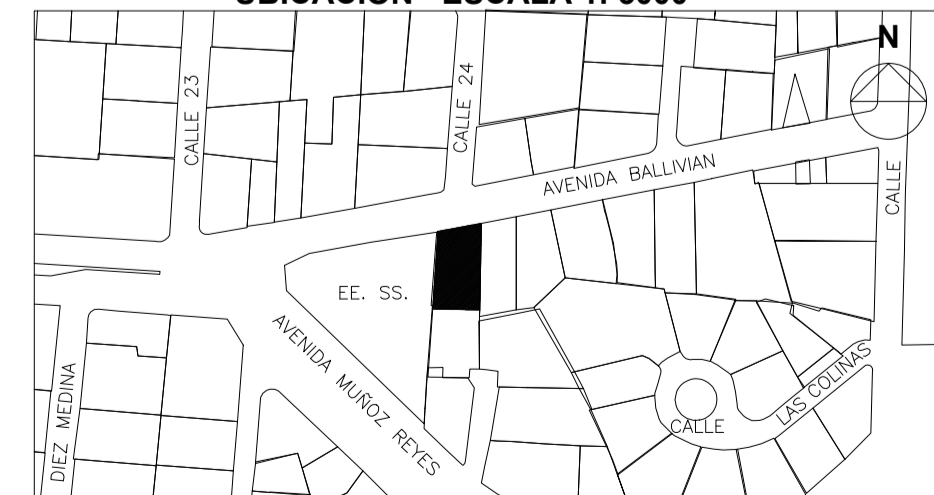 N
CALLE 23
CALLE 24
AVENIDA BALLIVIAN
CALLE
EE. SS.
AVENIDA MUÑOZ REYES
DIEZ MEDINA
LAS COLINAS
CALLE